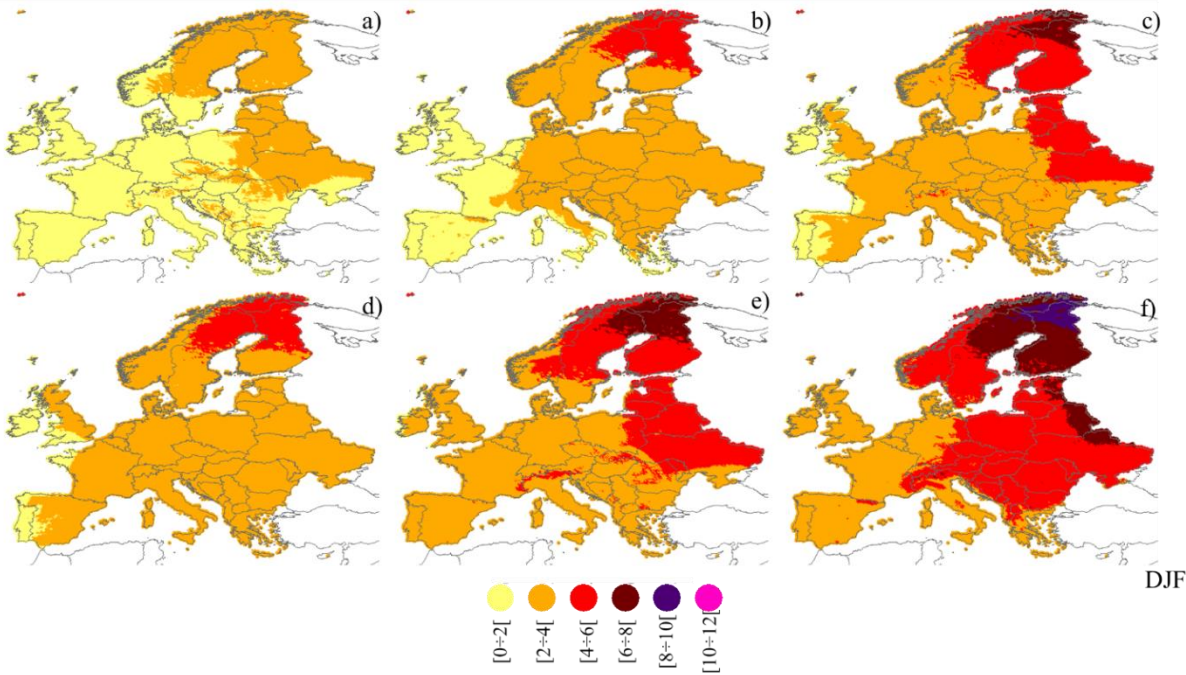 a)
b)
c)
d)
e)
f)
DJF
[0÷2[
[2÷4[
[4÷6[
[6÷8[
[8÷10[
[10÷12[